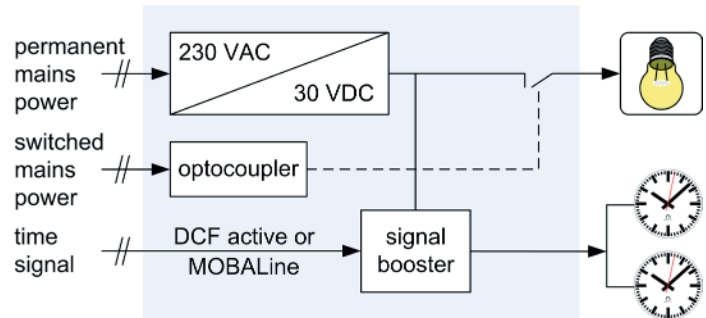 permanent
mains
power
230 VAC
30 VDC
switched
mains
power
optocoupler
time
signal
DCF active or
MOBALine
signal
booster